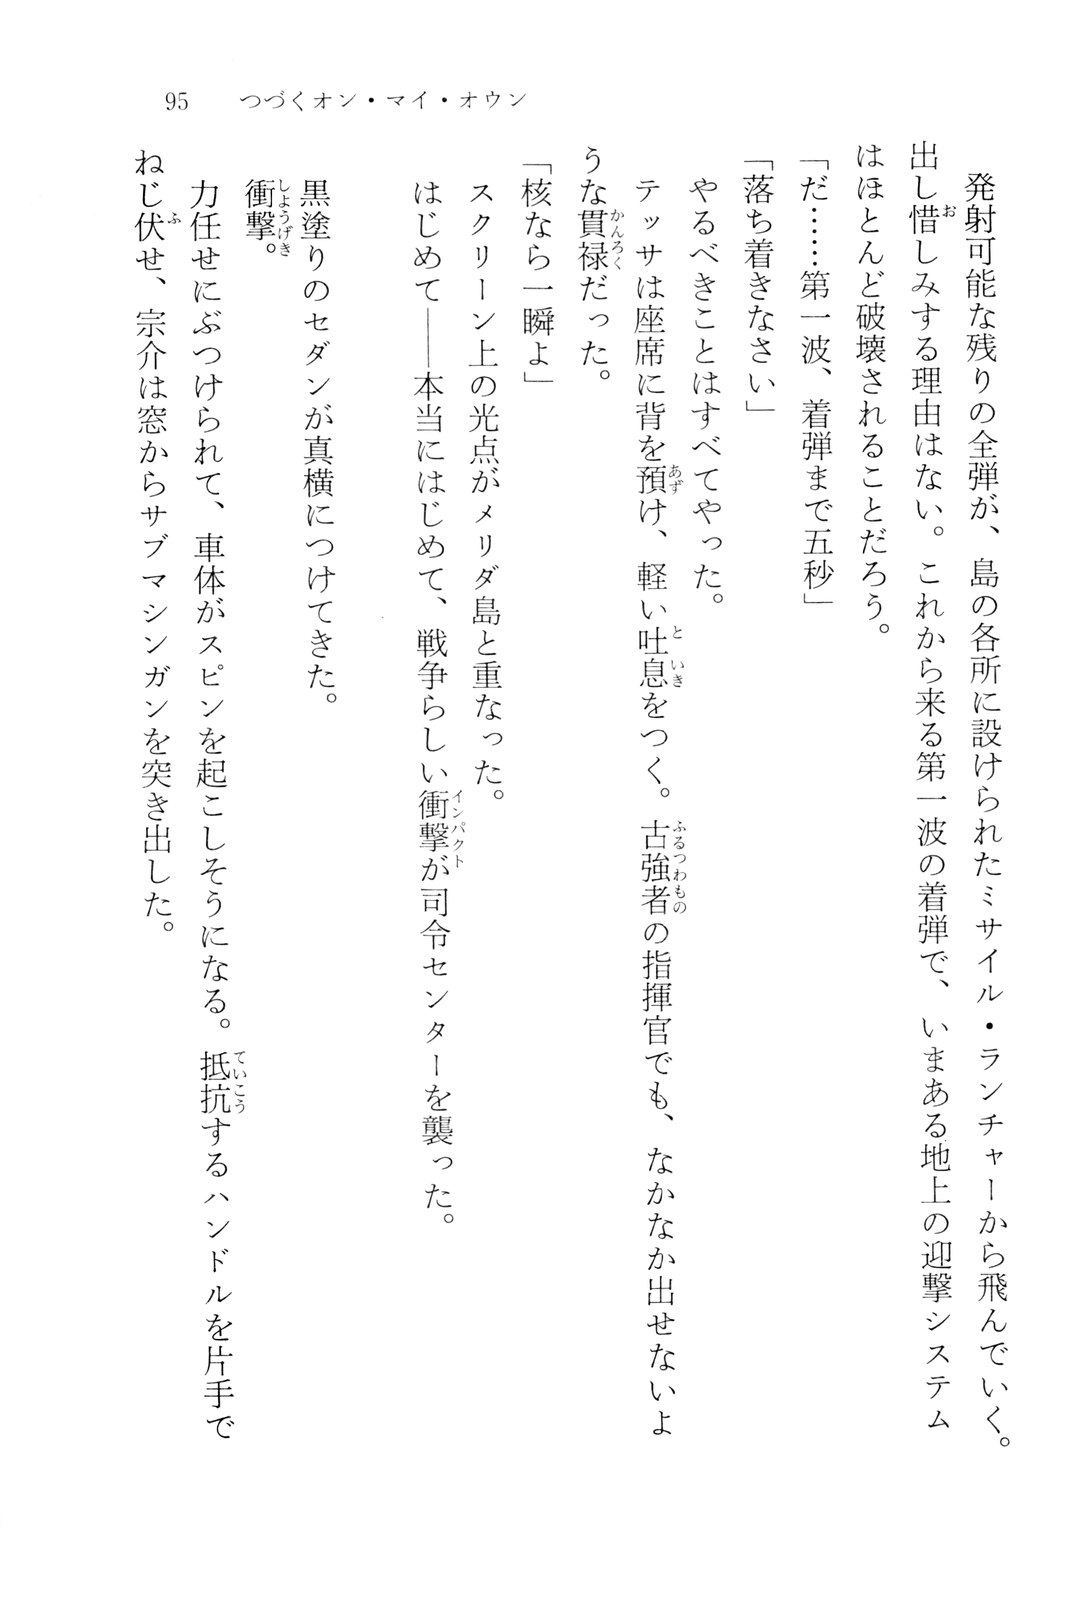 95　つづくオン・マイ・オウン
　発射可能な残りの全弾が、島の各所に設けられたミサイル・ランチャーから飛んでいく。
出し惜しみする理由はない。これから来る第一波の着弾で、いまある地上の迎撃システム
はほとんど破壊されることだろう。
「だ……第一波、着弾まで五秒」
「落ち着きなさい」
　やるべきことはすべてやった。
　テッサは座席に背を預け、軽い吐息をつく。古強者の指揮官でも、なかなか出せないよ
うな貫禄だった。
「核なら一瞬よ」
　スクリーン上の光点がメリダ島と重なった。
　はじめて――本当にはじめて、戦争らしい衝撃が司令センターを襲った。
　黒塗りのセダンが真横につけてきた。
　衝撃。
　力任せにぶつけられて、車体がスピンを起こしそうになる。抵抗するハンドルを片手で
ねじ伏せ、宗介は窓からサブマシンガンを突き出した。